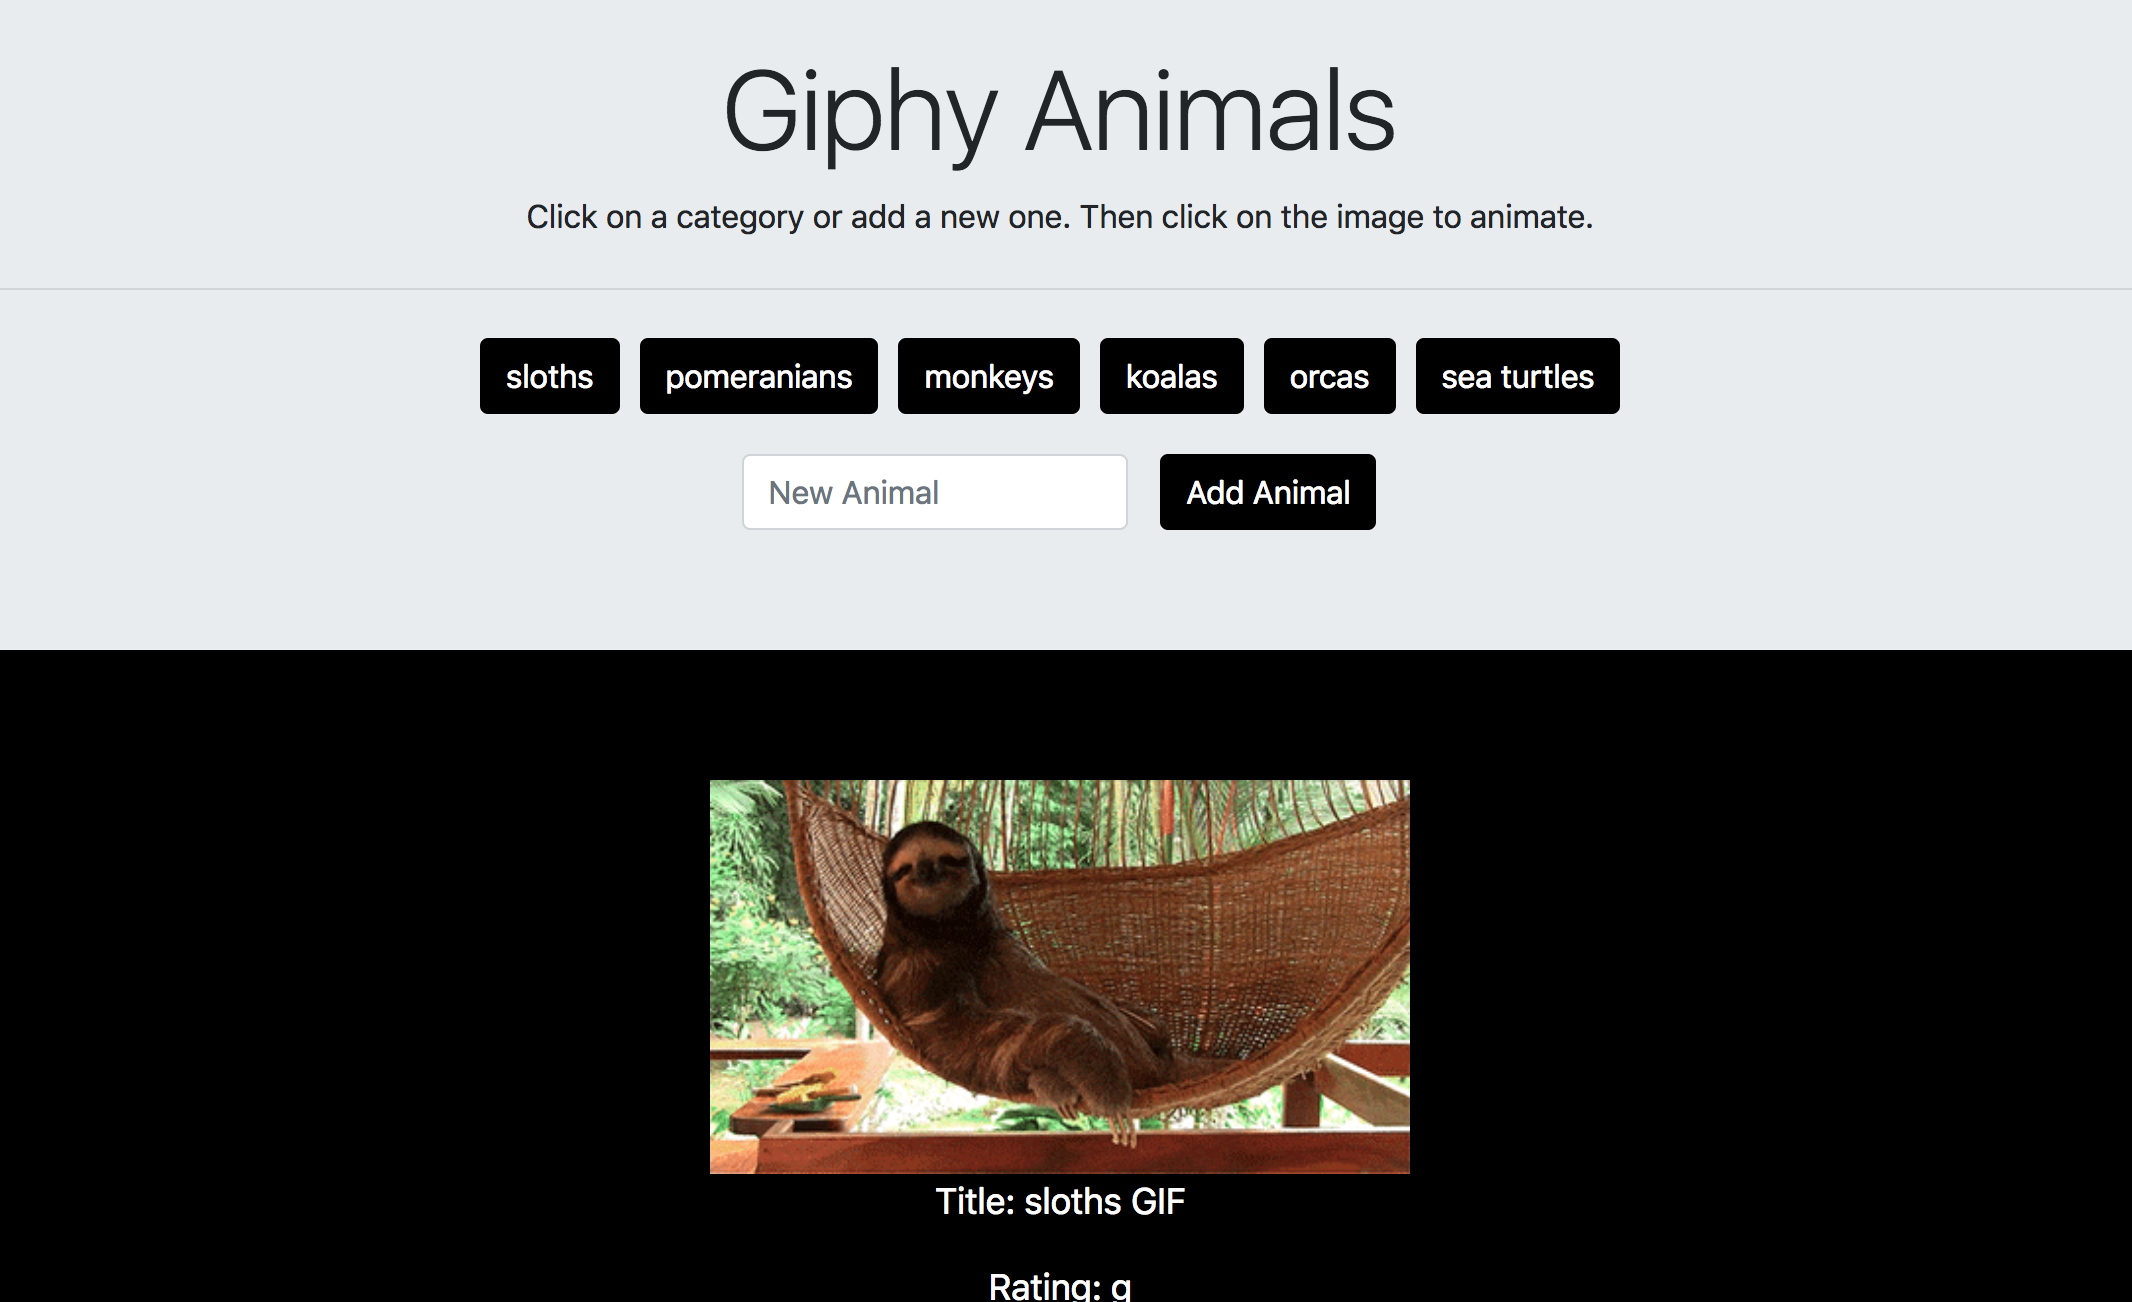 Giphy Animals
Click on a category or add a new one. Then click on the image to animate.
sloths pomeranians monkeys koalas orcas sea turtles
New Animal Add Animal
Title: sloths GIF
Rating: g